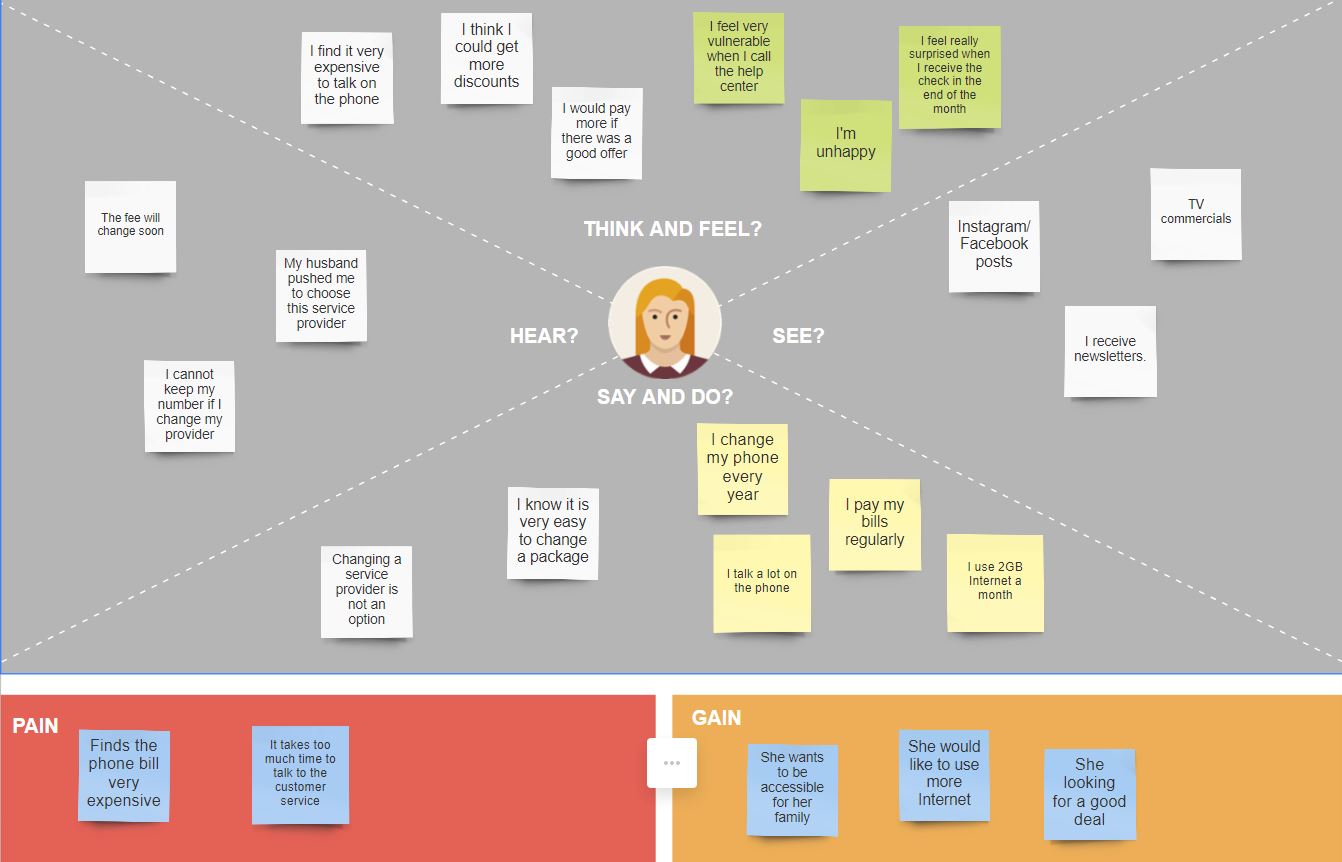 I find it very
expensive
to talk on
the phone
I think I
could get
more
discounts
I would pay
more if
there was a
good offer
I feel very
vulnerable
when I call
the help
center
I'm
unhappy
I feel really
surprised when
I receive the
check in the
end of the
month
THINK AND FEEL?
The fee will
change soon
My husband
pushed me
to choose
this service
provider
I cannot
keep my
number if I
change my
provider
HEAR?
SEE?
Instagram/
Facebook
posts
TV
commercials
I receive
newsletters.
SAY AND DO?
Changing a
service
provider is
not an
option
I know it is
very easy
to change
a package
I change
my phone
every
year
I talk a lot on
the phone
I pay my
bills
regularly
I use 2GB
Internet a
month
PAIN
Finds the
phone bill
very
expensive
It takes too
much time to
talk to the
customer
service
GAIN
She wants
to be
accessible
for her
family
She would
like to use
more
Internet
She
looking
for a good
deal